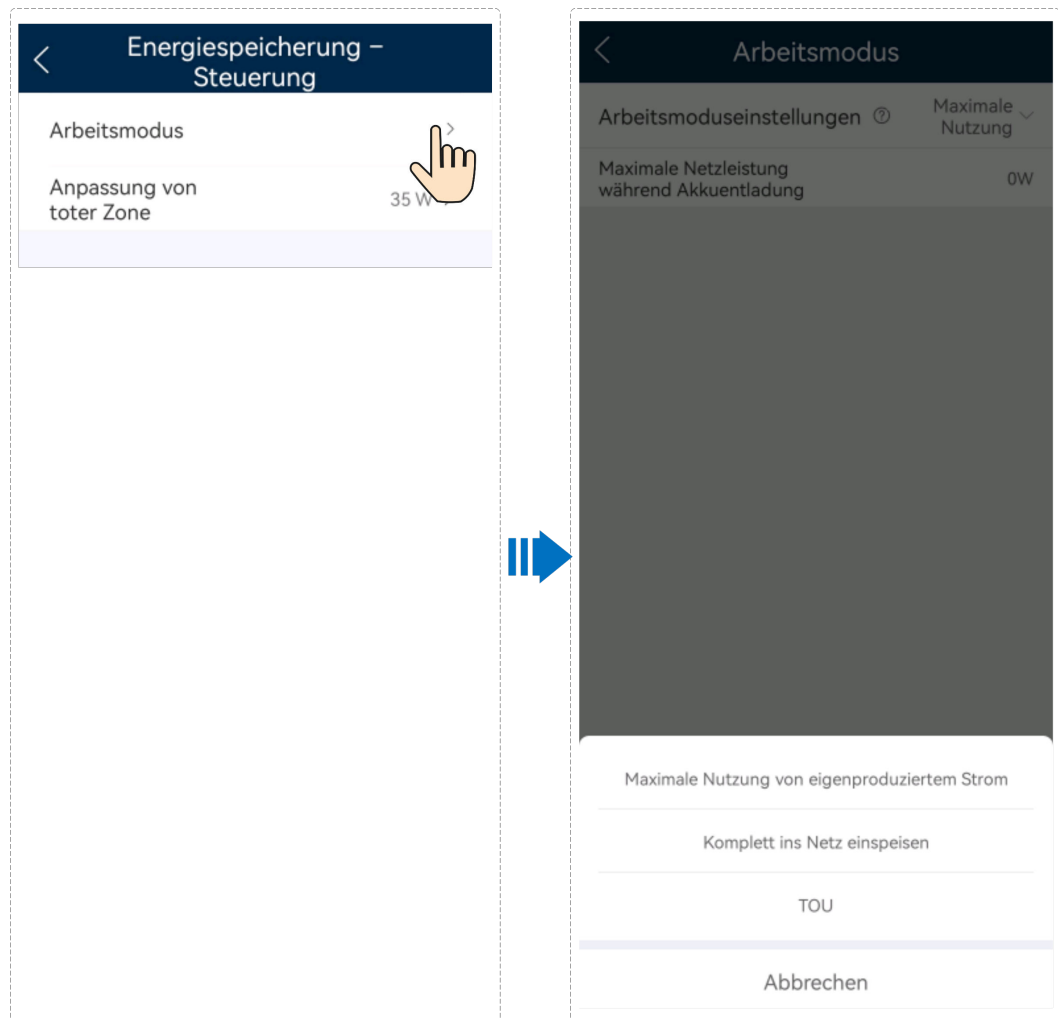 Energiespeicherung –
Steuerung
Arbeitsmodus
Anpassung von
toter Zone
35 W
Arbeitsmodus
Arbeitsmoduseinstellungen
Maximale
Nutzung
Maximale Netzleistung
während Akkuentladung
0W
Maximale Nutzung von eigenproduziertem Strom
Komplett ins Netz einspeisen
TOU
Abbrechen